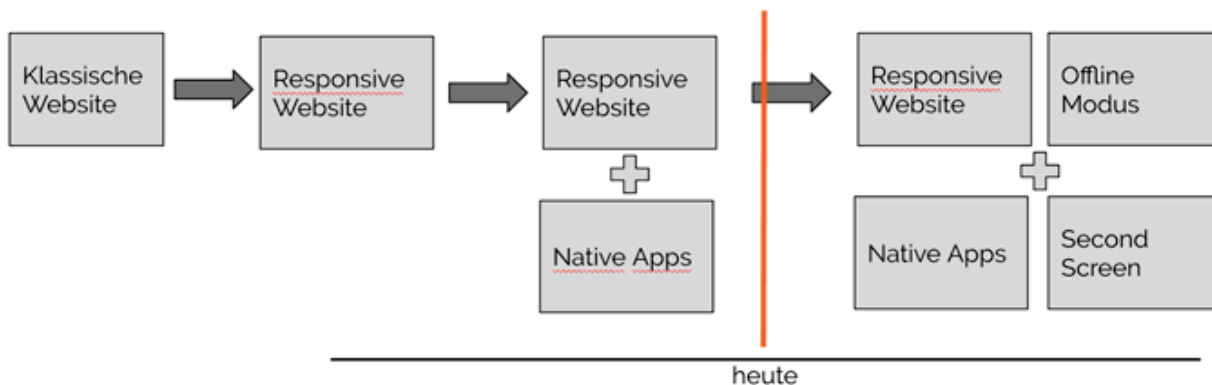 Klassische
Website
Responsive
Website
Responsive
Website
Native Apps
Responsive
Website
Offline
Modus
Native Apps
Second
Screen
heute